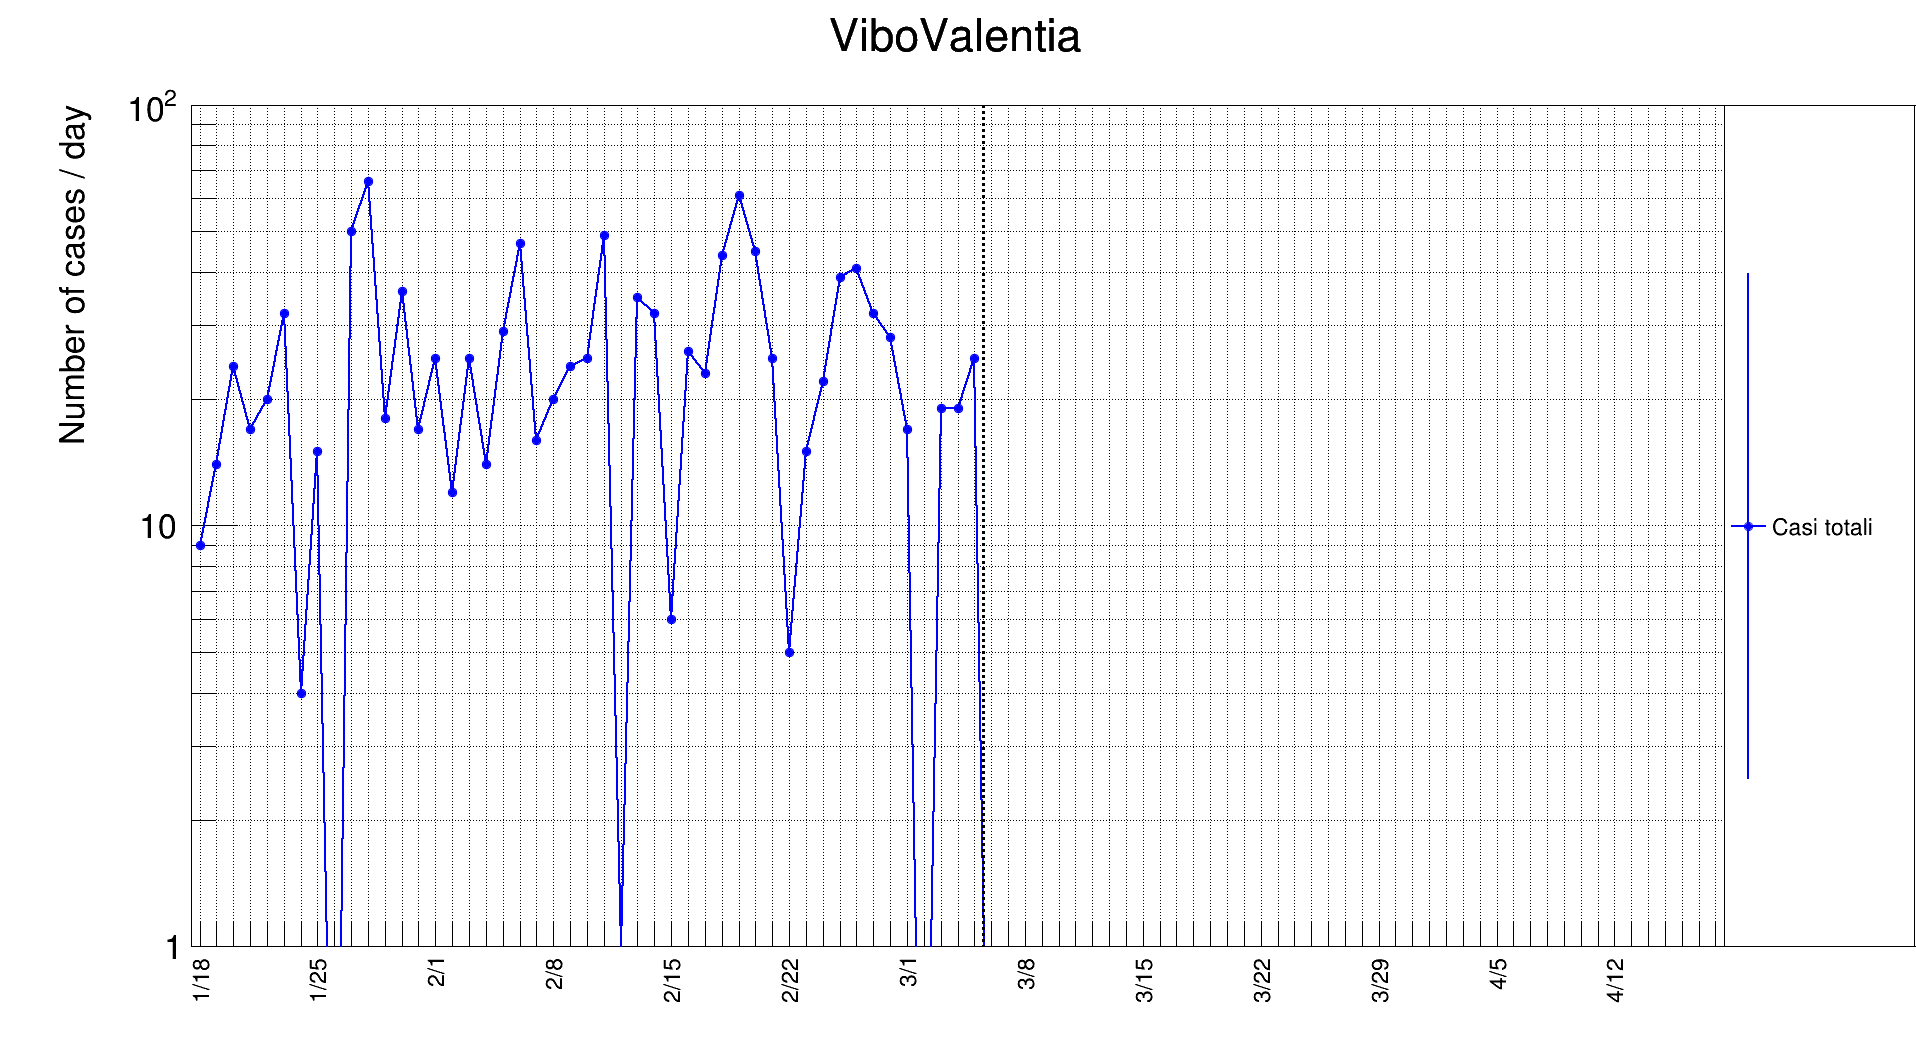 ViboValentia
Number of cases / day
10²
10
1
1/18 1/25 2/1 2/8 2/15 2/22 3/1 3/8 3/15 3/22 3/29 4/5 4/12
Casi totali